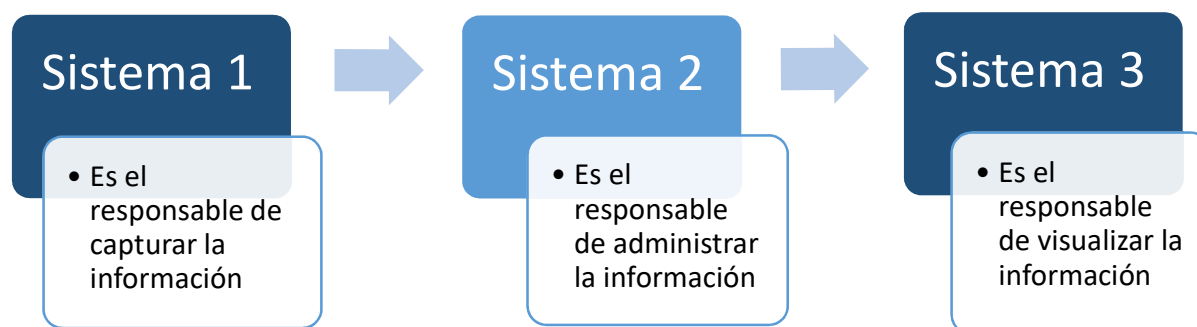 Sistema 1
• Es el
responsable de
capturar la
información
Sistema 2
• Es el
responsable
de administrar
la información
Sistema 3
• Es el
responsable
de visualizar la
información